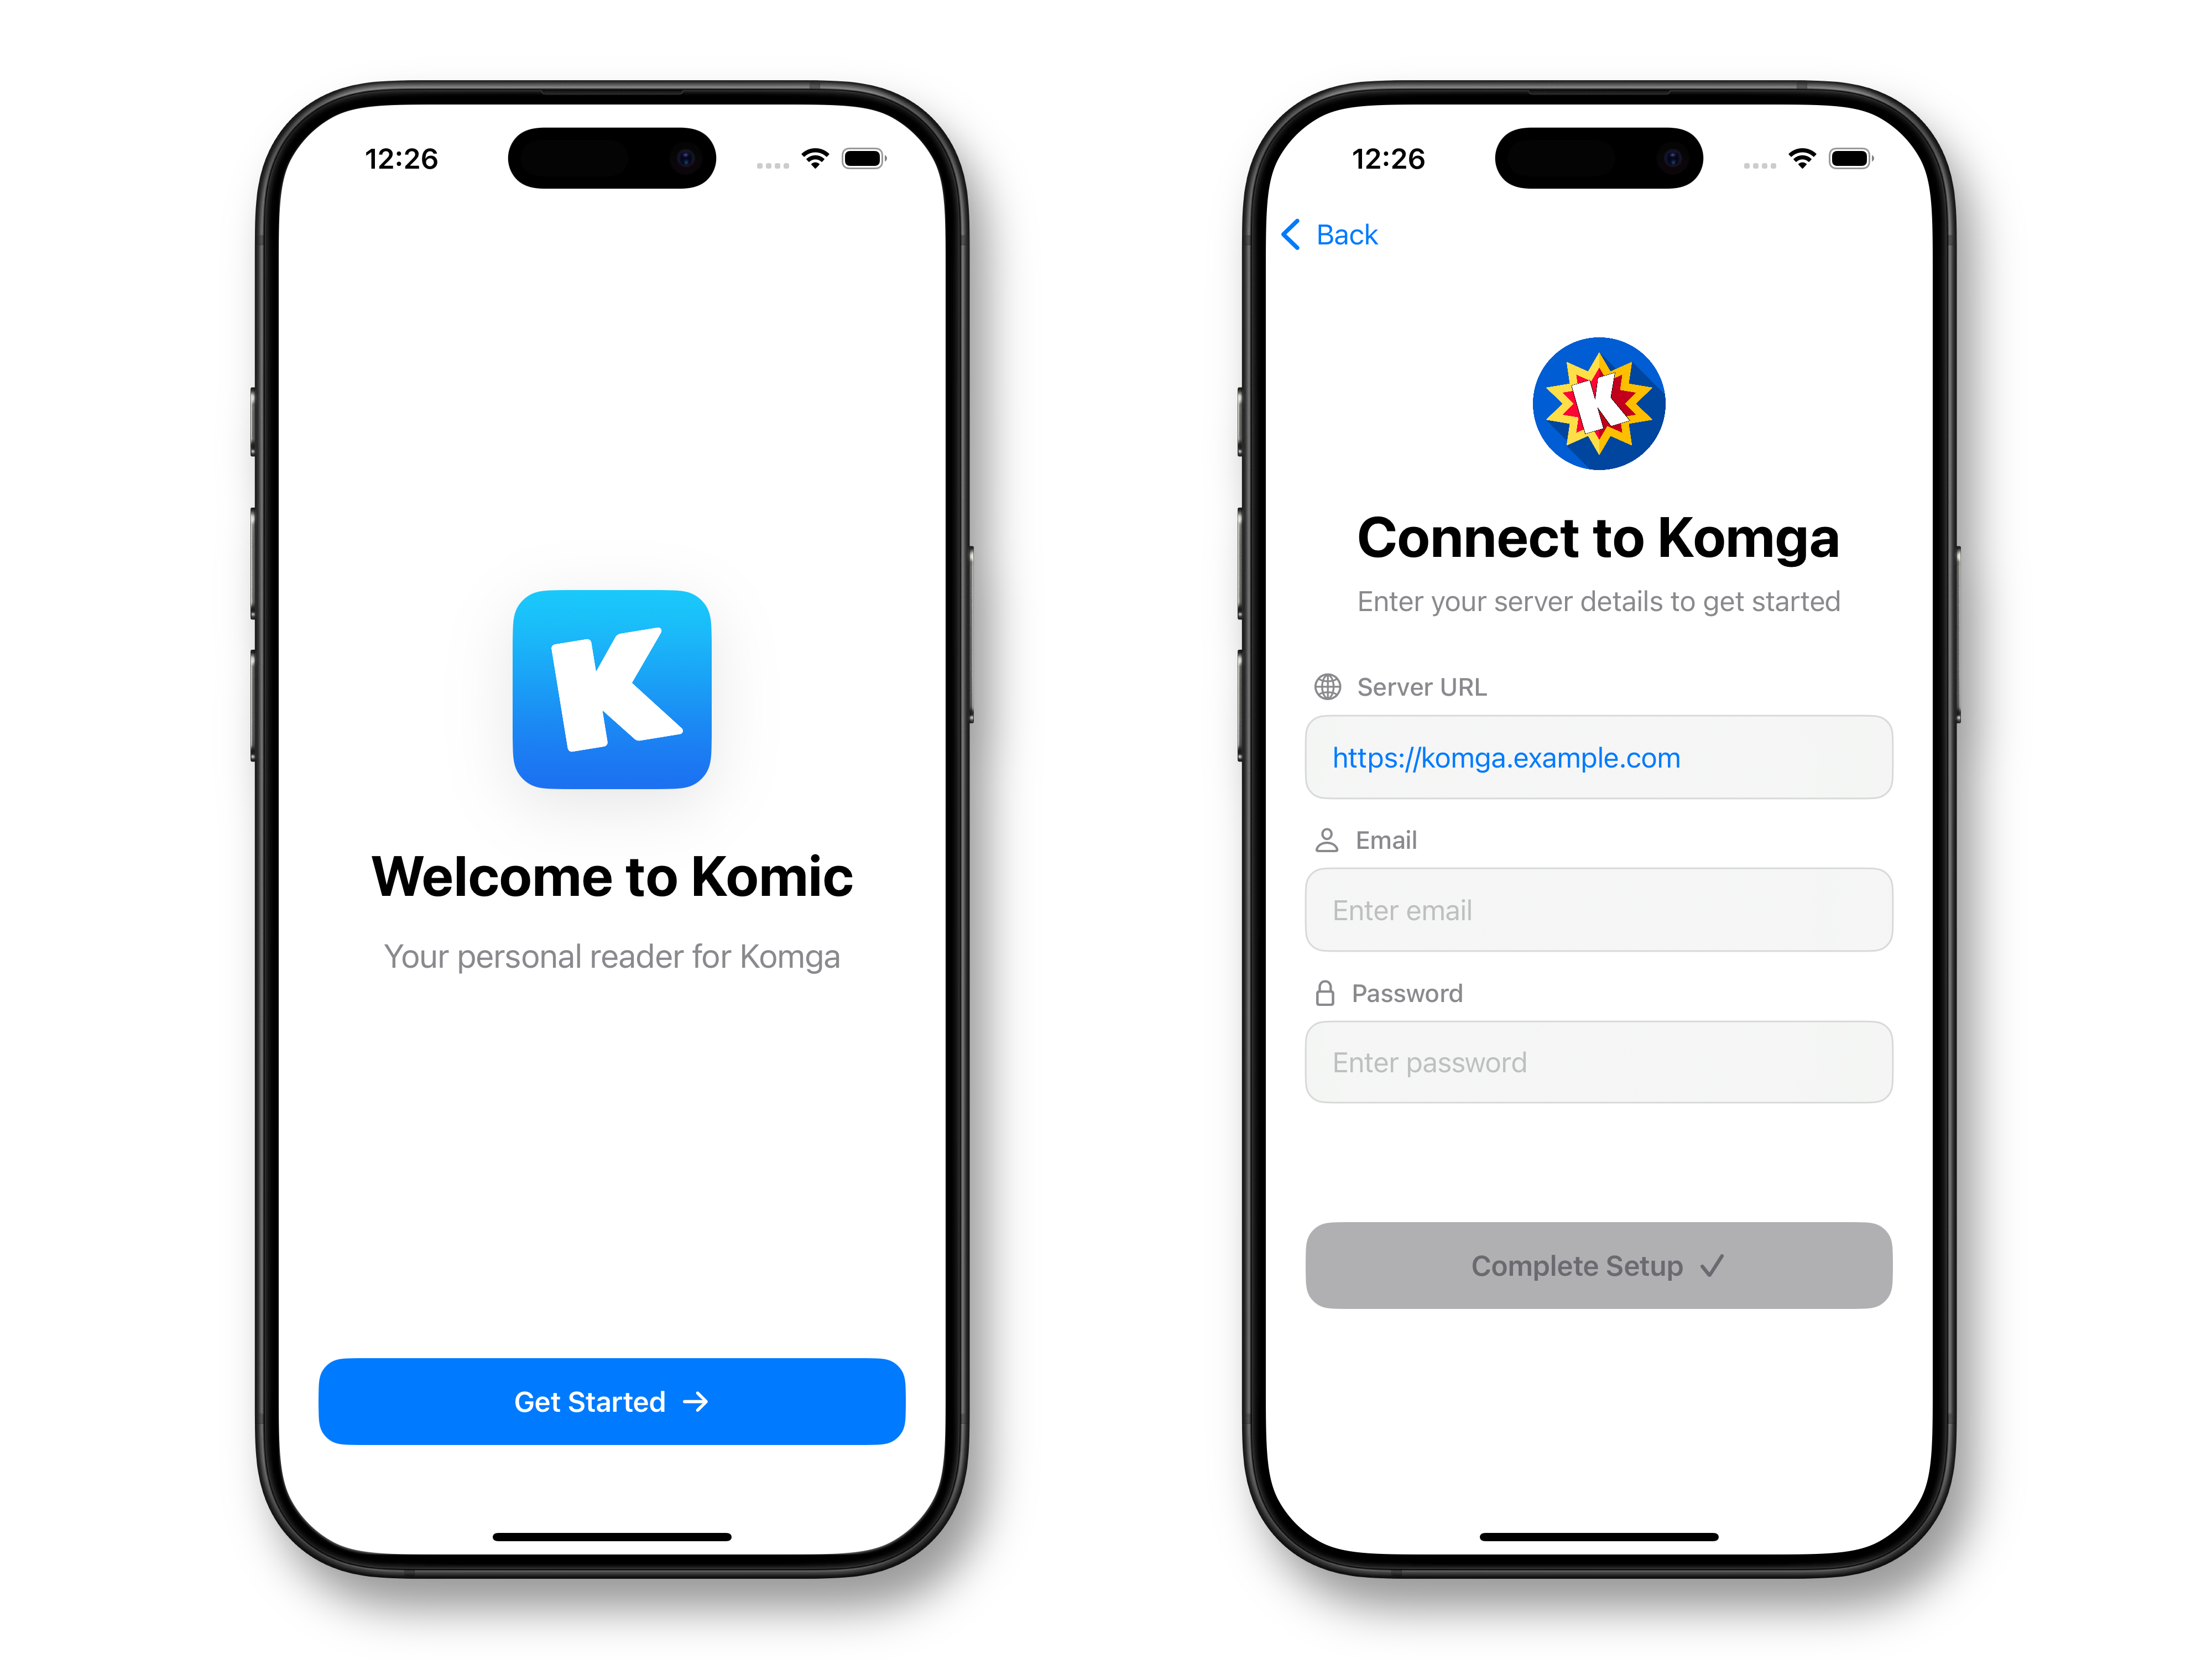 12:26
K
Welcome to Komic
Your personal reader for Komga
Get Started →
12:26
Back
K
Connect to Komga
Enter your server details to get started
Server URL
https://komga.example.com
Email
Enter email
Password
Enter password
Complete Setup ✓